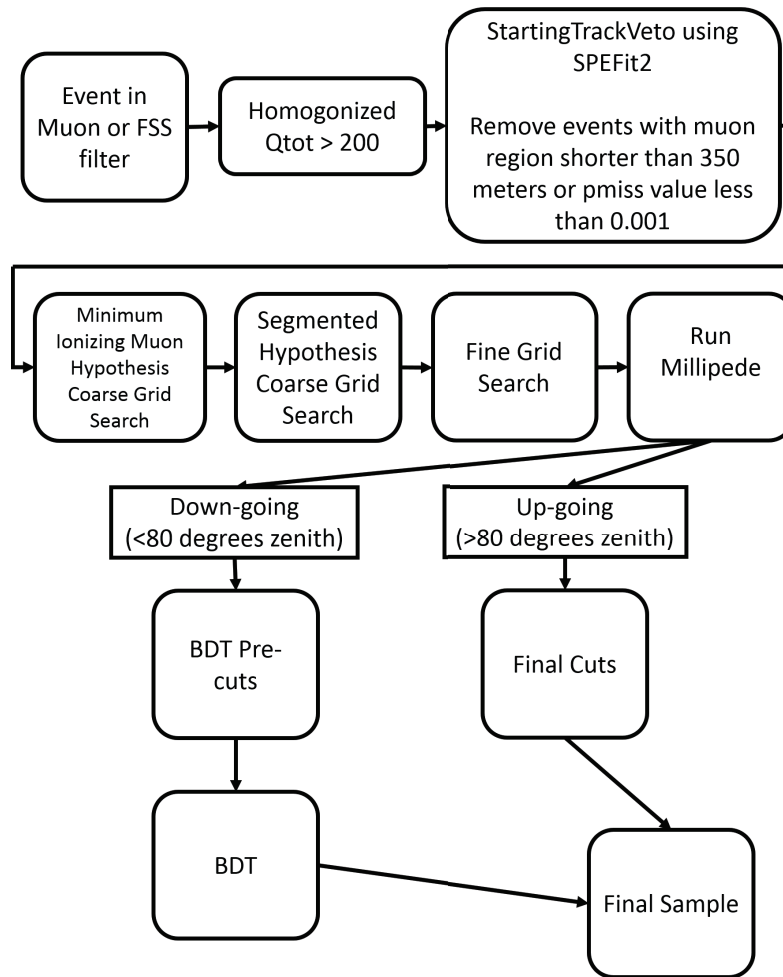 Event in
Muon or FSS
filter
Homogonized
Qtot > 200
StartingTrackVeto using
SPEFit2
Remove events with muon
region shorter than 350
meters or pmiss value less
than 0.001
Minimum
Ionizing Muon
Hypothesis
Coarse Grid
Search
Segmented
Hypothesis
Coarse Grid
Search
Fine Grid
Search
Run
Millipede
Down-going
(<80 degrees zenith)
Up-going
(>80 degrees zenith)
BDT Pre-
cuts
Final Cuts
BDT
Final Sample